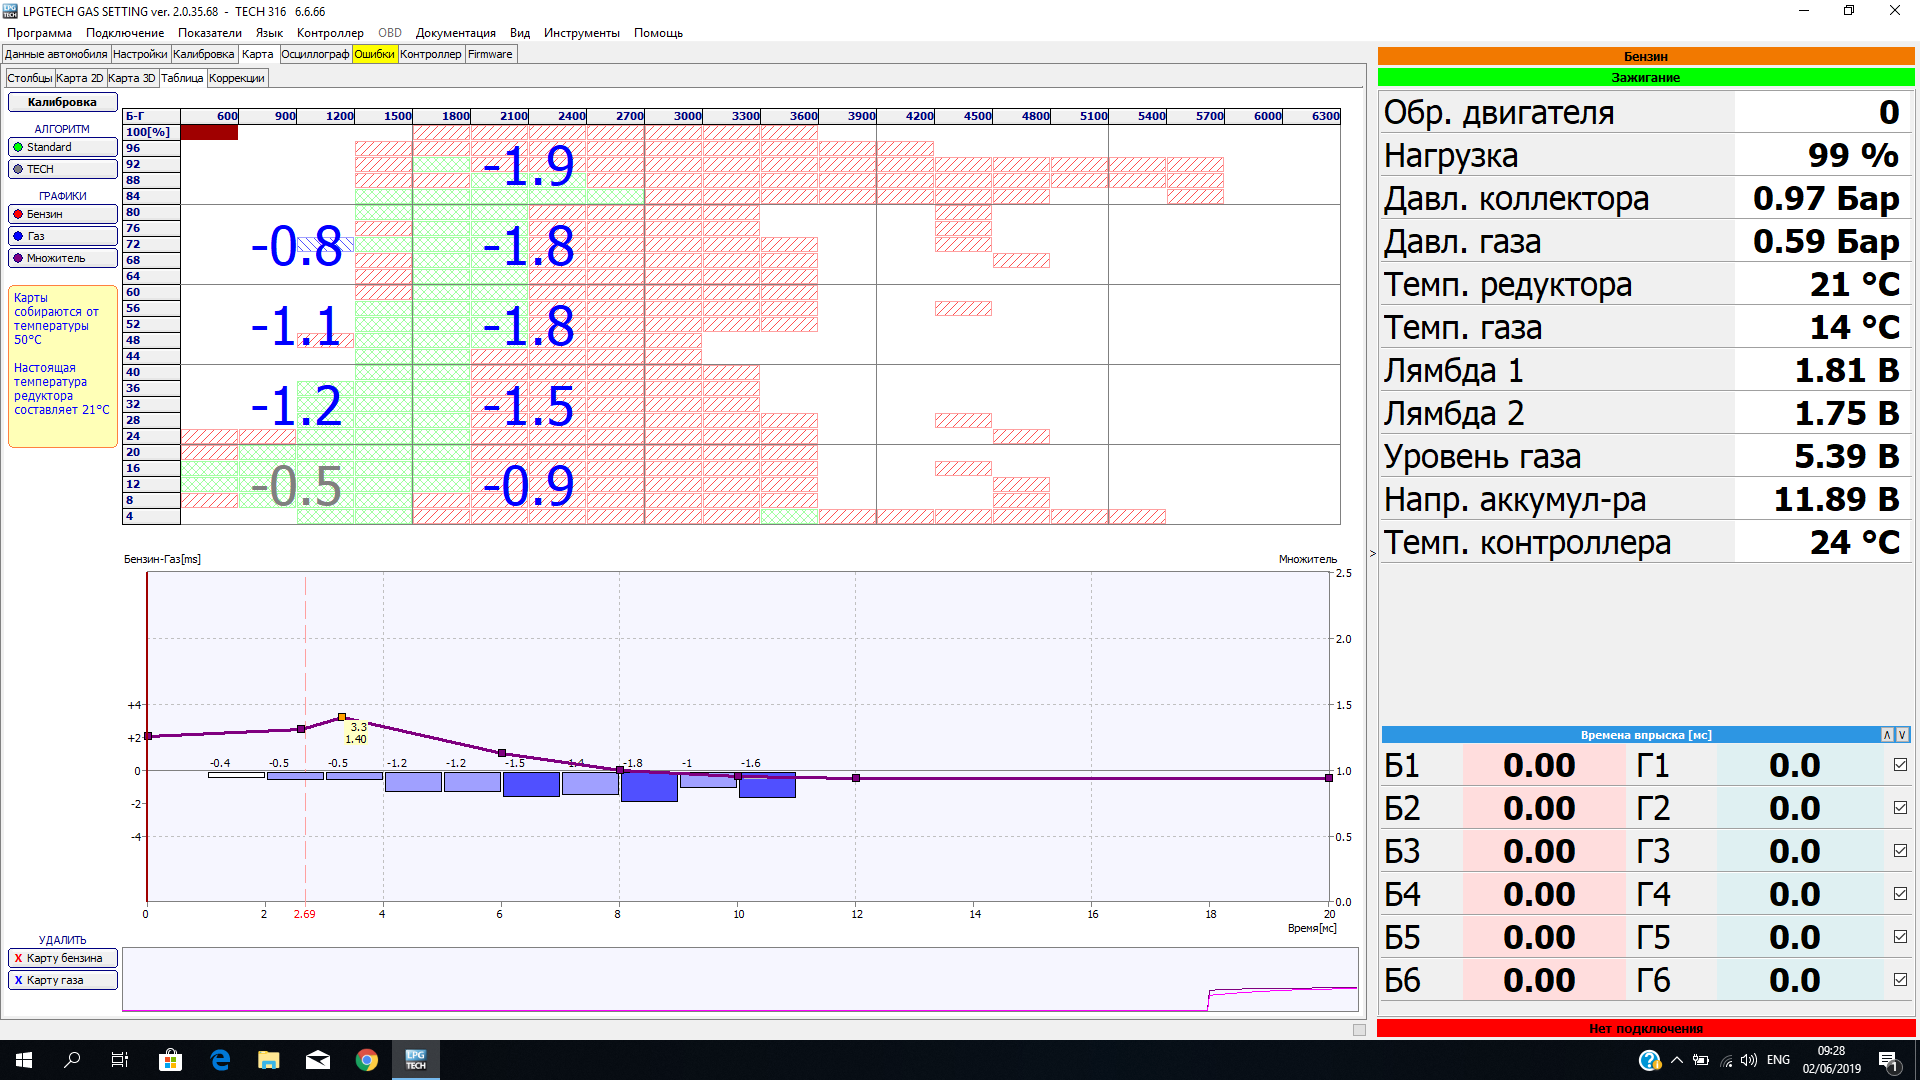 LPGTECH GAS SETTING ver. 2.0.35.68 - TECH 316 6.6.66
Программа Подключение Показатели Язык Контроллер OBD Документация Вид Инструменты Помощь
Данные автомобиля Настройки Калибровка Карта Осциллограф Ошибки Контроллер Firmware
Столбцы Карта 2D Карта 3D Таблица Коррекции
Калибровка
АЛГОРИТМ
Standard
TECH
ГРАФИКИ
Бензин
Газ
Множитель
Карты
собираются от
температуры
50°C
Настоящая
температура
редуктора
составляет 21°C
Б-Г 600 900 1200 1500 1800 2100 2400 2700 3000 3300 3600 3900 4200 4500 4800 5100 5400 5700 6000 6300
100[%]
96
92
88
84
80
76
72
68
64
60
56
52
48
44
40
36
32
28
24
20
16
12
8
4
-1.9
-0.8 -1.8
-1.1 -1.8
-1.2 -1.5
-0.5 -0.9
Бензин-Газ[ms] Множитель
2.5
2.0
+4 1.5
+2
3.3
1.40
-0.4 -0.5 -0.5 -1.2 -1.2 -1.5 -1.4 -1.8 -1 -1.6
0 1.0
-2
-4 0.5
0.0
0 2 2.69 4 6 8 10 12 14 16 18 20
Время[мс]
УДАЛИТЬ
X Карту бензина
X Карту газа
Бензин
Зажигание
Обр. двигателя 0
Нагрузка 99 %
Давл. коллектора 0.97 Бар
Давл. газа 0.59 Бар
Темп. редуктора 21 °C
Темп. газа 14 °C
Лямбда 1 1.81 В
Лямбда 2 1.75 В
Уровень газа 5.39 В
Напр. аккумул-ра 11.89 В
Темп. контроллера 24 °C
>
Времена впрыска [мс]
Б1 0.00 Г1 0.0
Б2 0.00 Г2 0.0
Б3 0.00 Г3 0.0
Б4 0.00 Г4 0.0
Б5 0.00 Г5 0.0
Б6 0.00 Г6 0.0
Нет подключения
LPG TECH
ENG
09:28
02/06/2019
1